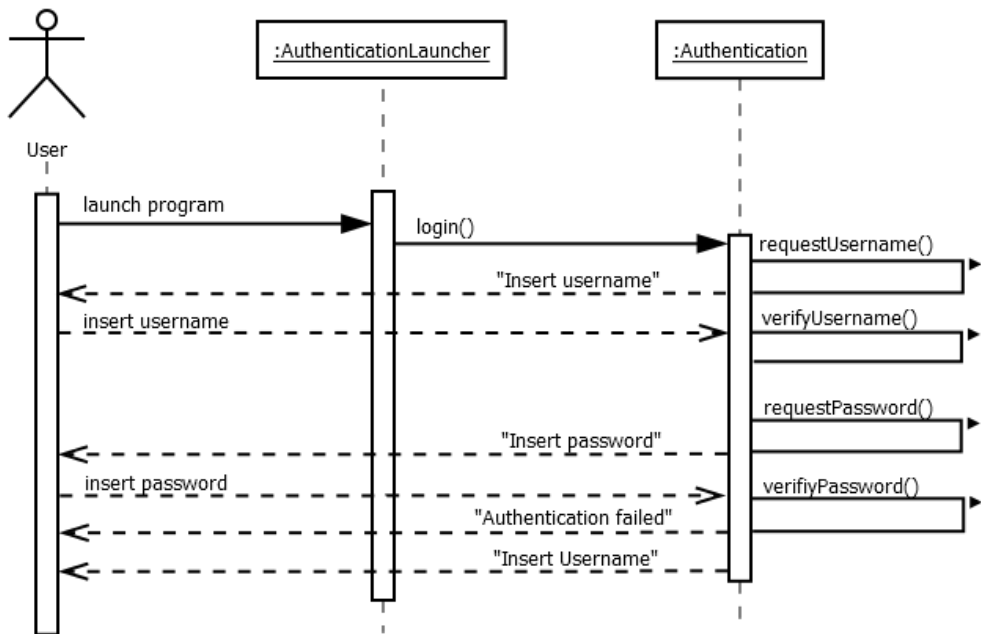 :AuthenticationLauncher
:Authentication
User
launch program
login()
requestUsername()
"Insert username"
insert username
verifyUsername()
requestPassword()
"Insert password"
insert password
verifiyPassword()
"Authentication failed"
"Insert Username"